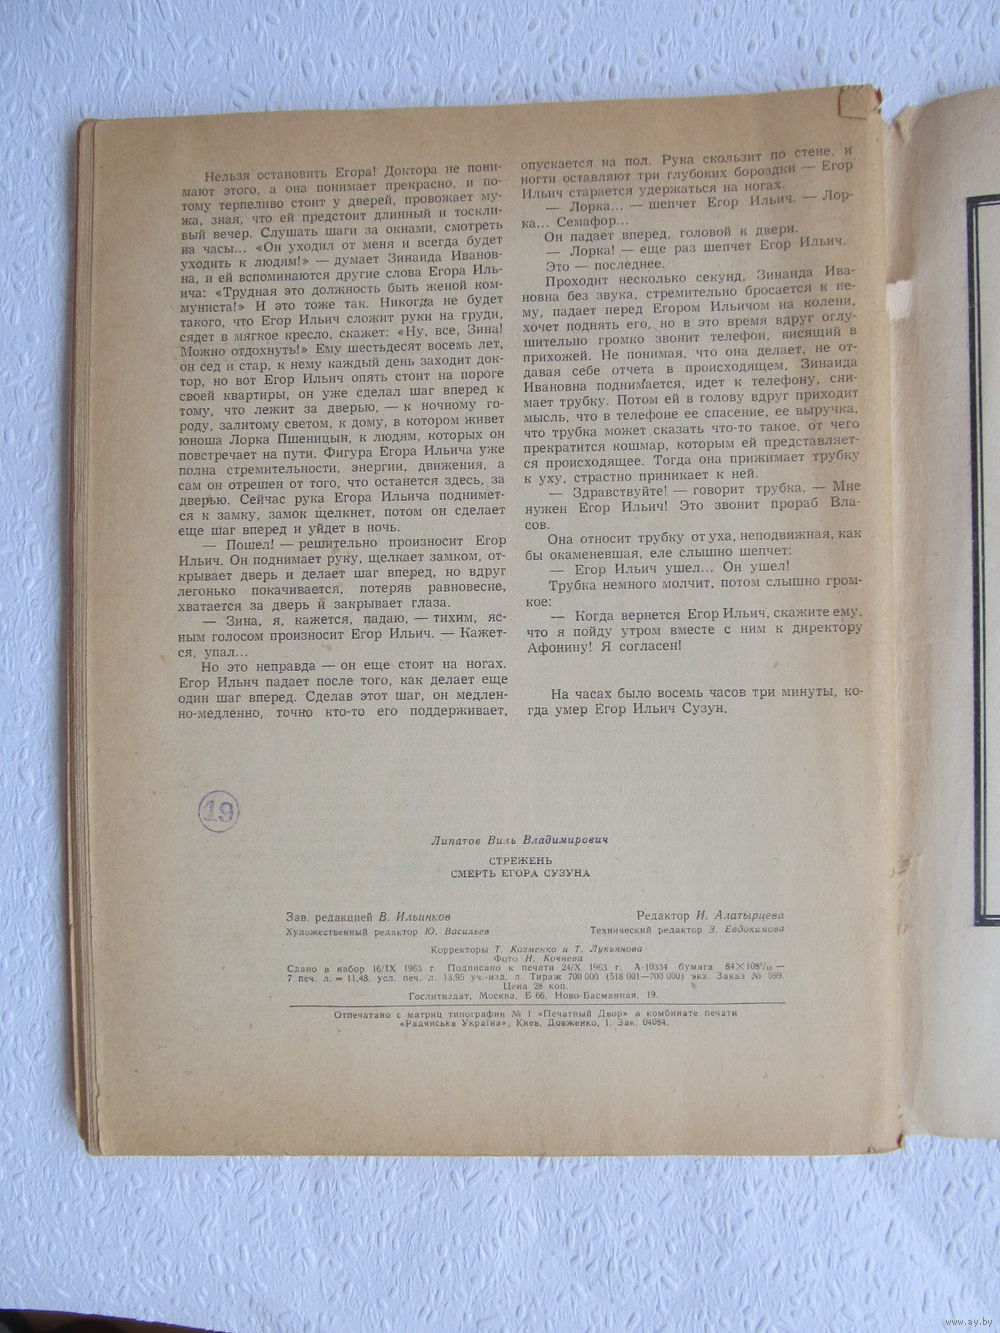 Нельзя остановить Егора! Доктора не пони-
мают этого, а она понимает прекрасно, и по-
тому терпеливо стоит у дверей, провожает му-
жа, зная, что ей предстоит длинный и тоскли-
вый вечер. Слушать шаги за окнами, смотреть
на часы... «Он уходил от меня и всегда будет
уходить к людям!» — думает Зинаида Иванов-
на, и ей вспоминаются другие слова Егора Иль-
ича: «Трудная это должность быть женой ком-
муниста!» И это тоже так. Никогда не будет
такого, что Егор Ильич сложит руки на груди,
сядет в мягкое кресло, скажет: «Ну, все, Зина!
Можно отдохнуть!» Ему шестьдесят восемь лет,
он сед и стар, к нему каждый день заходит док-
тор, но вот Егор Ильич опять стоит на пороге
своей квартиры, он уже сделал шаг вперед к
тому, что лежит за дверью, — к ночному го-
роду, залитому светом, к дому, в котором живет
юноша Лорка Пшеницын, к людям, которых он
повстречает на пути. Фигура Егора Ильича уже
полна стремительности, энергии, движения, а
сам он отрешен от того, что останется здесь, за
дверью. Сейчас рука Егора Ильича поднимет-
ся к замку, замок щелкнет, потом он сделает
еще шаг вперед и уйдет в ночь.
— Пошел! — решительно произносит Егор
Ильич. Он поднимает руку, щелкает замком, от-
крывает дверь и делает шаг вперед, но вдруг
легонько покачивается, потеряв равновесие,
хватается за дверь и закрывает глаза.
— Зина, я, кажется, падаю, — тихим, яс-
ным голосом произносит Егор Ильич. — Кажет-
ся, упал...
Но это неправда — он еще стоит на ногах.
Егор Ильич падает после того, как делает еще
один шаг вперед. Сделав этот шаг, он медлен-
но-медленно, точно кто-то его поддерживает,
опускается на пол. Рука скользит по стене, и
ногти оставляют три глубоких бороздки — Егор
Ильич старается удержаться на ногах.
— Лорка... — шепчет Егор Ильич. — Лор-
ка... Семафор...
Он падает вперед, головой к двери.
— Лорка! — еще раз шепчет Егор Ильич.
Это — последнее.
Проходит несколько секунд, Зинаида Ива-
новна без звука, стремительно бросается к не-
му, падает перед Егором Ильичом на колени,
хочет поднять его, но в это время вдруг оглу-
шительно громко звонит телефон, висящий в
прихожей. Не понимая, что она делает, не от-
давая себе отчета в происходящем, Зинаида
Ивановна поднимается, идет к телефону, сни-
мает трубку. Потом ей в голову вдруг приходит
мысль, что в телефоне ее спасение, ее выручка,
что трубка может сказать что-то такое, от чего
прекратится кошмар, которым ей представляет-
ся происходящее. Тогда она прижимает трубку
к уху, страстно приникает к ней.
— Здравствуйте! — говорит трубка. — Мне
нужен Егор Ильич! Это звонит прораб Вла-
сов.
Она относит трубку от уха, неподвижная, как
бы окаменевшая, еле слышно шепчет:
— Егор Ильич ушел... Он ушел!
Трубка немного молчит, потом слышно гром-
кое:
— Когда вернется Егор Ильич, скажите ему,
что я пойду утром вместе с ним к директору
Афонину! Я согласен!
На часах было восемь часов три минуты, ко-
гда умер Егор Ильич Сузун.
19
Липатов Виль Владимирович
СТРЕЖЕНЬ
СМЕРТЬ ЕГОРА СУЗУНА
Зав. редакцией В. Ильинков Редактор И. Алатырцева
Художественный редактор Ю. Васильев Технический редактор З. Евдокимова
Корректоры Т. Козменко и Т. Лукьянова
Фото Н. Кочнева
Сдано в набор 16/IX 1963 г. Подписано к печати 24/X 1963 г. А-10334 бумага 84×108¹/₁₆ —
7 печ. л. = 11,48. усл. печ. л. 13,95 уч.-изд. л. Тираж 700 000 (518 001—700 000) экз. Заказ № 599.
Цена 28 коп.
Гослитиздат, Москва, Б-66, Ново-Басманная, 19.
Отпечатано с матриц типографии № 1 «Печатный Двор» в комбинате печати
«Радянська Україна», Киев, Довженко, 1. Зак. 04084.
www.ay.by